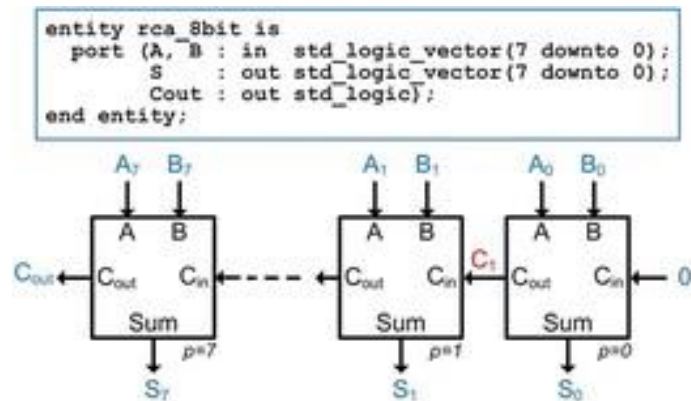 entity rca_8bit is
port (A, B : in std_logic_vector(7 downto 0);
S : out std_logic_vector(7 downto 0);
Cout : out std_logic);
end entity;
A7 B7 A1 B1 A0 B0
A B A B A B
Cout Cout Cin Cout Cin C1 Cout Cin 0
Sum Sum Sum
p=7 p=1 p=0
S7 S1 S0